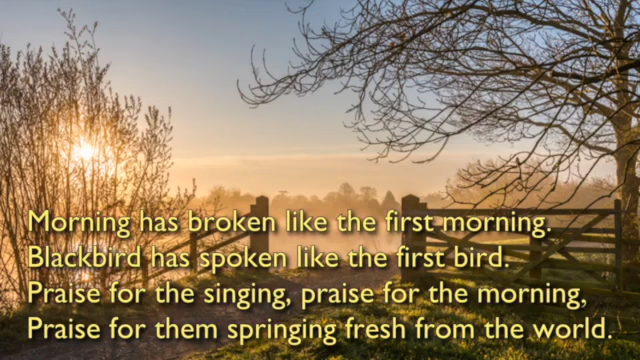 Morning has broken like the first morning.
Blackbird has spoken like the first bird.
Praise for the singing, praise for the morning,
Praise for them springing fresh from the world.